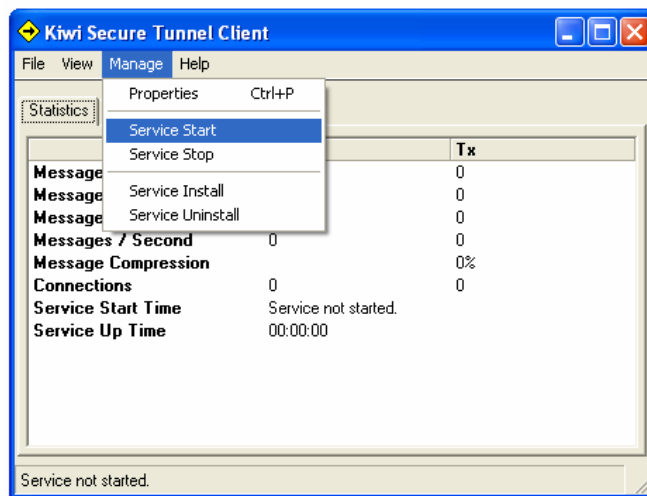 Kiwi Secure Tunnel Client
File View Manage Help
Properties Ctrl+P
Statistics
Service Start
Service Stop
Tx
Message 0
Service Install
Message 0
Service Uninstall
Message 0
Messages / Second 0 0
Message Compression 0%
Connections 0 0
Service Start Time Service not started.
Service Up Time 00:00:00
Service not started.